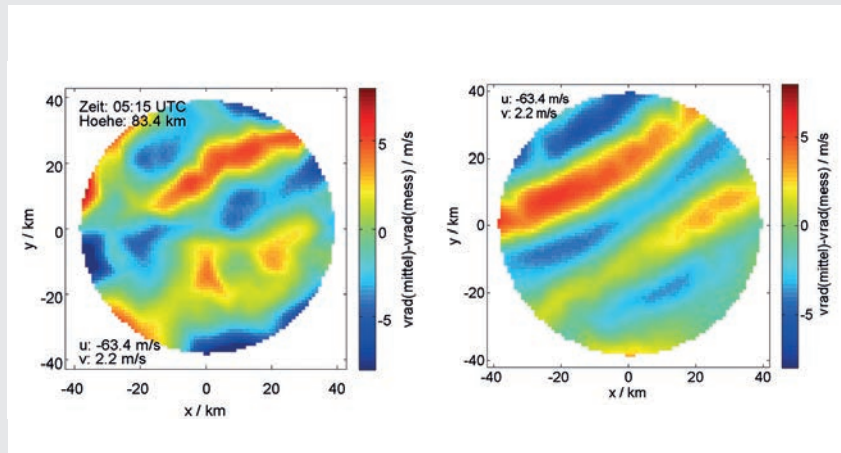 Zeit: 05:15 UTC
Hoehe: 83.4 km
u: -63.4 m/s
v: 2.2 m/s
y / km
40
20
0
-20
-40
-40 -20 0 20 40
x / km
5
0
-5
vrad(mittel)-vrad(mess) / m/s
u: -63.4 m/s
v: 2.2 m/s
y / km
40
20
0
-20
-40
-40 -20 0 20 40
x / km
5
0
-5
vrad(mittel)-vrad(mess) / m/s